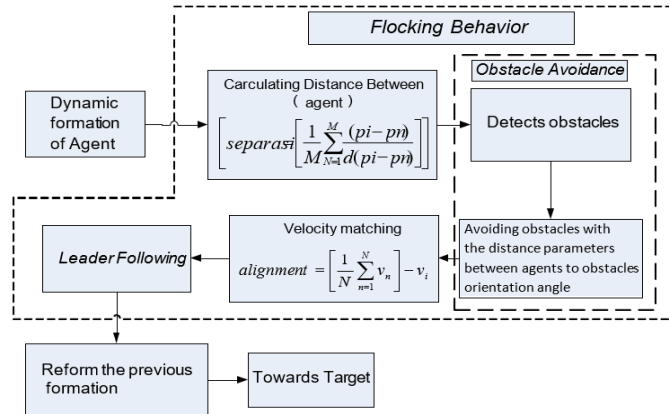 Flocking Behavior
Dynamic
formation
of Agent
Carculating Distance Between
( agent )
[separasi=[1/M ∑_{N=1}^{M} (pi−pn)/d(pi−pn)]]
Obstacle Avoidance
Detects obstacles
Avoiding obstacles with
the distance parameters
between agents to obstacles
orientation angle
Velocity matching
alignment = [1/N ∑_{n=1}^{N} v_n] − v_i
Leader Following
Reform the previous
formation
Towards Target